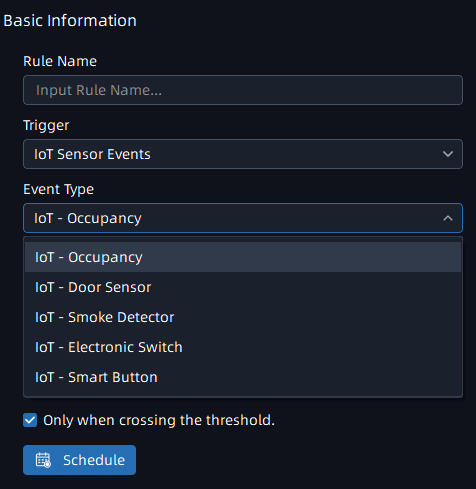 Basic Information
Rule Name
Input Rule Name...
Trigger
IoT Sensor Events
Event Type
IoT - Occupancy
IoT - Occupancy
IoT - Door Sensor
IoT - Smoke Detector
IoT - Electronic Switch
IoT - Smart Button
Only when crossing the threshold.
Schedule